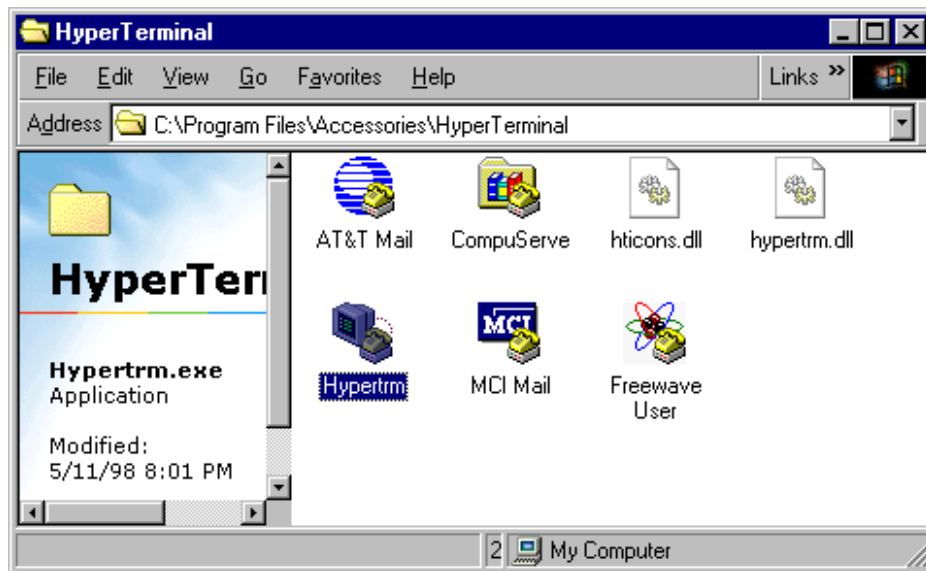 HyperTerminal
File Edit View Go Favorites Help Links »
Address C:\Program Files\Accessories\HyperTerminal
HyperTer
Hypertrm.exe
Application
Modified:
5/11/98 8:01 PM
AT&T Mail CompuServe hticons.dll hypertrm.dll
MCI
Hypertrm MCI Mail Freewave
User
2 My Computer